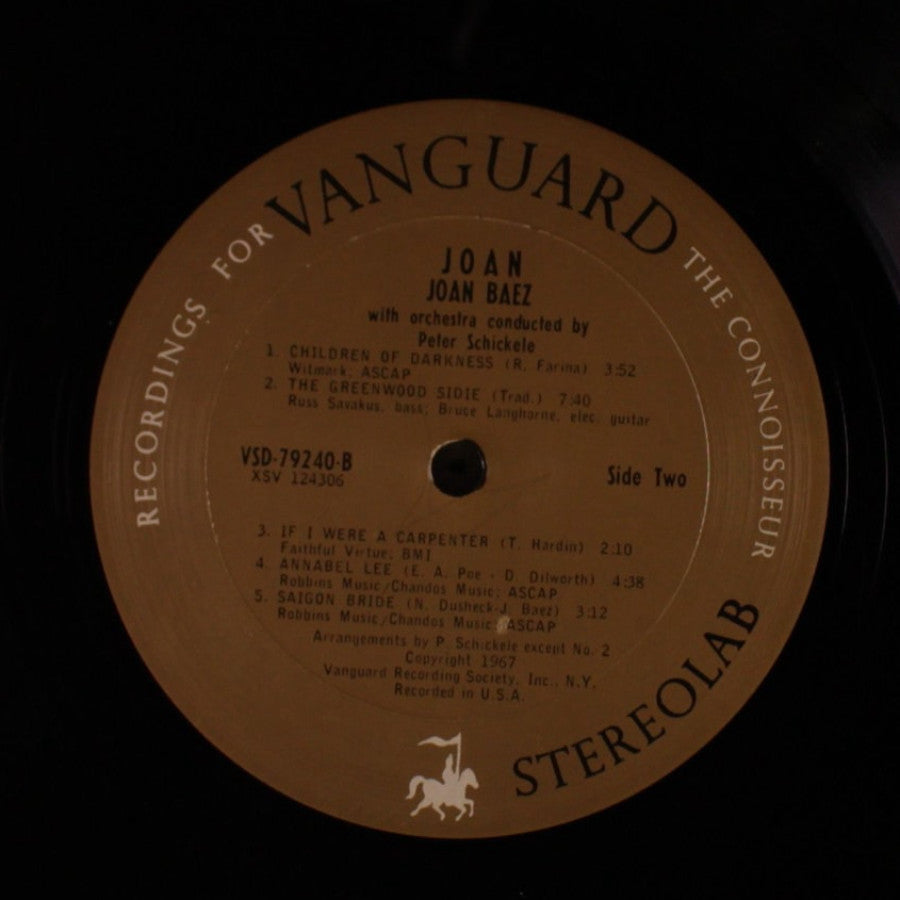 RECORDINGS FOR VANGUARD THE CONNOISSEUR
JOAN
JOAN BAEZ
with orchestra conducted by
Peter Schickele
1. CHILDREN OF DARKNESS (R. Farina) 3:52
Witmark; ASCAP
2. THE GREENWOOD SIDIE (Trad.) 7:40
Russ Savakus, bass; Bruce Langhorne, elec. guitar
VSD-79240-B
XSV 124306
Side Two
3. IF I WERE A CARPENTER (T. Hardin) 2:10
Faithful Virtue; BMI
4. ANNABEL LEE (E. A. Poe - D. Dilworth) 4:38
Robbins Music/Chandos Music; ASCAP
5. SAIGON BRIDE (N. Dusheck-J. Baez) 3:12
Robbins Music/Chandos Music; ASCAP
Arrangements by P. Schickele except No. 2
Copyright 1967
Vanguard Recording Society, Inc., N.Y.
Recorded in U.S.A.
STEREOLAB